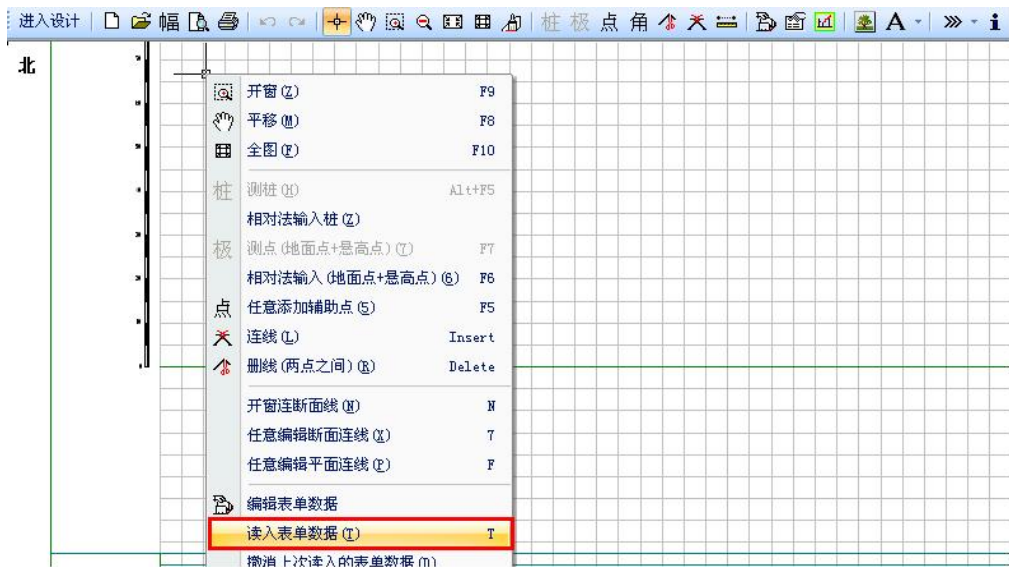 进入设计 幅 桩 极 点 角 A i
北
开窗(Z) F9
平移(M) F8
全图(F) F10
桩 测桩(H) Alt+F5
相对法输入桩(Z)
极 测点(地面点+悬高点)(7) F7
相对法输入(地面点+悬高点)(6) F6
点 任意添加辅助点(5) F5
连线(L) Insert
删线(两点之间)(R) Delete
开窗连断面线(N) N
任意编辑断面连线(X) 7
任意编辑平面连线(P) F
编辑表单数据
读入表单数据(T) T
撤消上次读入的表单数据